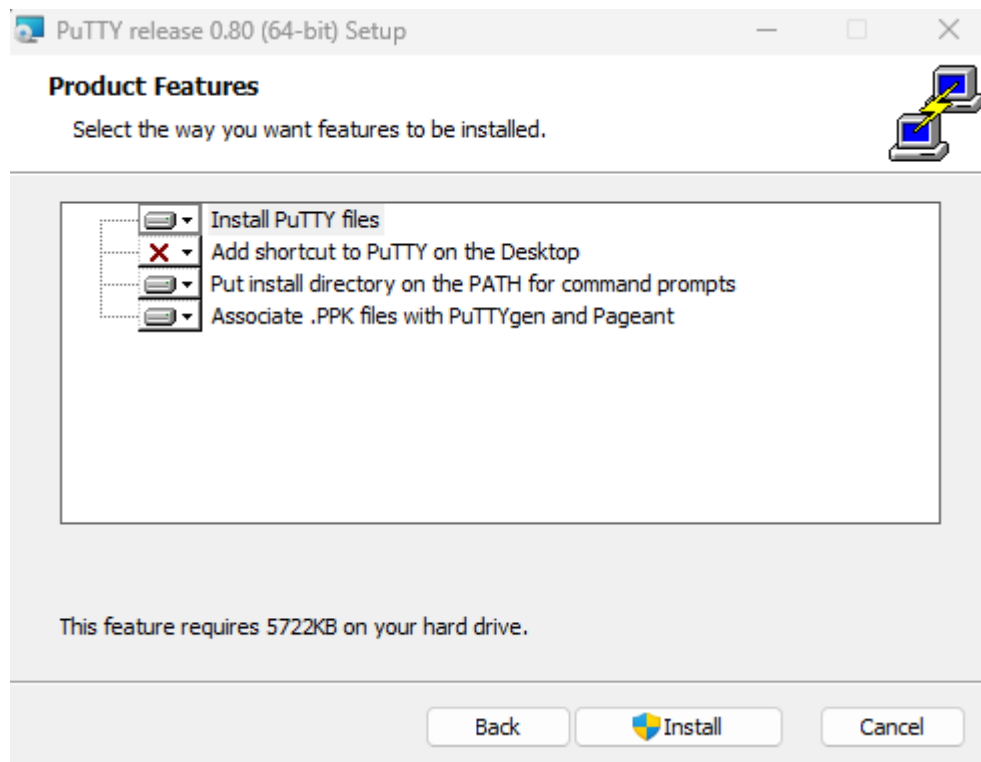 PuTTY release 0.80 (64-bit) Setup
Product Features
Select the way you want features to be installed.
Install PuTTY files
Add shortcut to PuTTY on the Desktop
Put install directory on the PATH for command prompts
Associate .PPK files with PuTTYgen and Pageant
This feature requires 5722KB on your hard drive.
Back Install Cancel